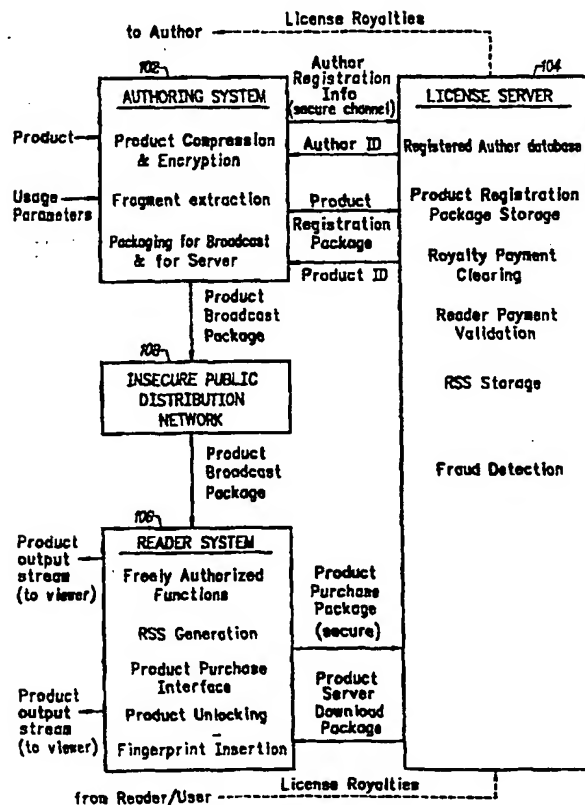 License Royalties
to Author
102
AUTHORING SYSTEM
Product Compression
& Encryption
Fragment extraction
Packaging for Broadcast
& for Server
Product
Usage
Parameters
Author
Registration
Info
(secure channel)
Author ID
Product
Registration
Package
Product ID
104
LICENSE SERVER
Registered Author database
Product Registration
Package Storage
Royalty Payment
Clearing
Reader Payment
Validation
RSS Storage
Fraud Detection
Product
Broadcast
Package
108
INSECURE PUBLIC
DISTRIBUTION
NETWORK
Product
Broadcast
Package
106
READER SYSTEM
Freely Authorized
Functions
RSS Generation
Product Purchase
Interface
Product Unlocking
Fingerprint Insertion
Product
output
stream
(to viewer)
Product
output
stream
(to viewer)
Product
Purchase
Package
(secure)
Product
Server
Download
Package
License Royalties
from Reader/User